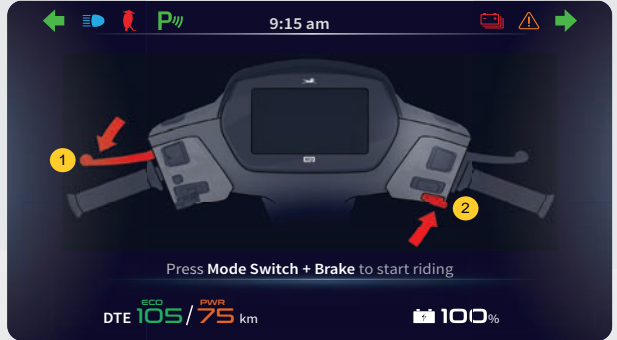 P
9:15 am
1
2
Press Mode Switch + Brake to start riding
ECO PWR
DTE 105/75 km 100%